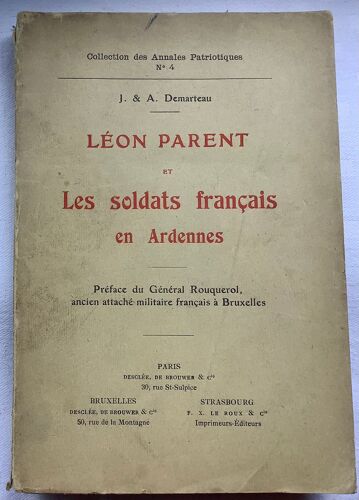 Collection des Annales Patriotiques
N° 4
J. & A. Demarteau
LÉON PARENT
ET
Les soldats français
en Ardennes
Préface du Général Rouquerol,
ancien attaché militaire français à Bruxelles
PARIS
DESCLÉE, DE BROUWER & Cie
30, rue St-Sulpice
BRUXELLES
DESCLÉE, DE BROUWER & Cie
50, rue de la Montagne
STRASBOURG
F. X. LE ROUX & Cie
Imprimeurs-Éditeurs